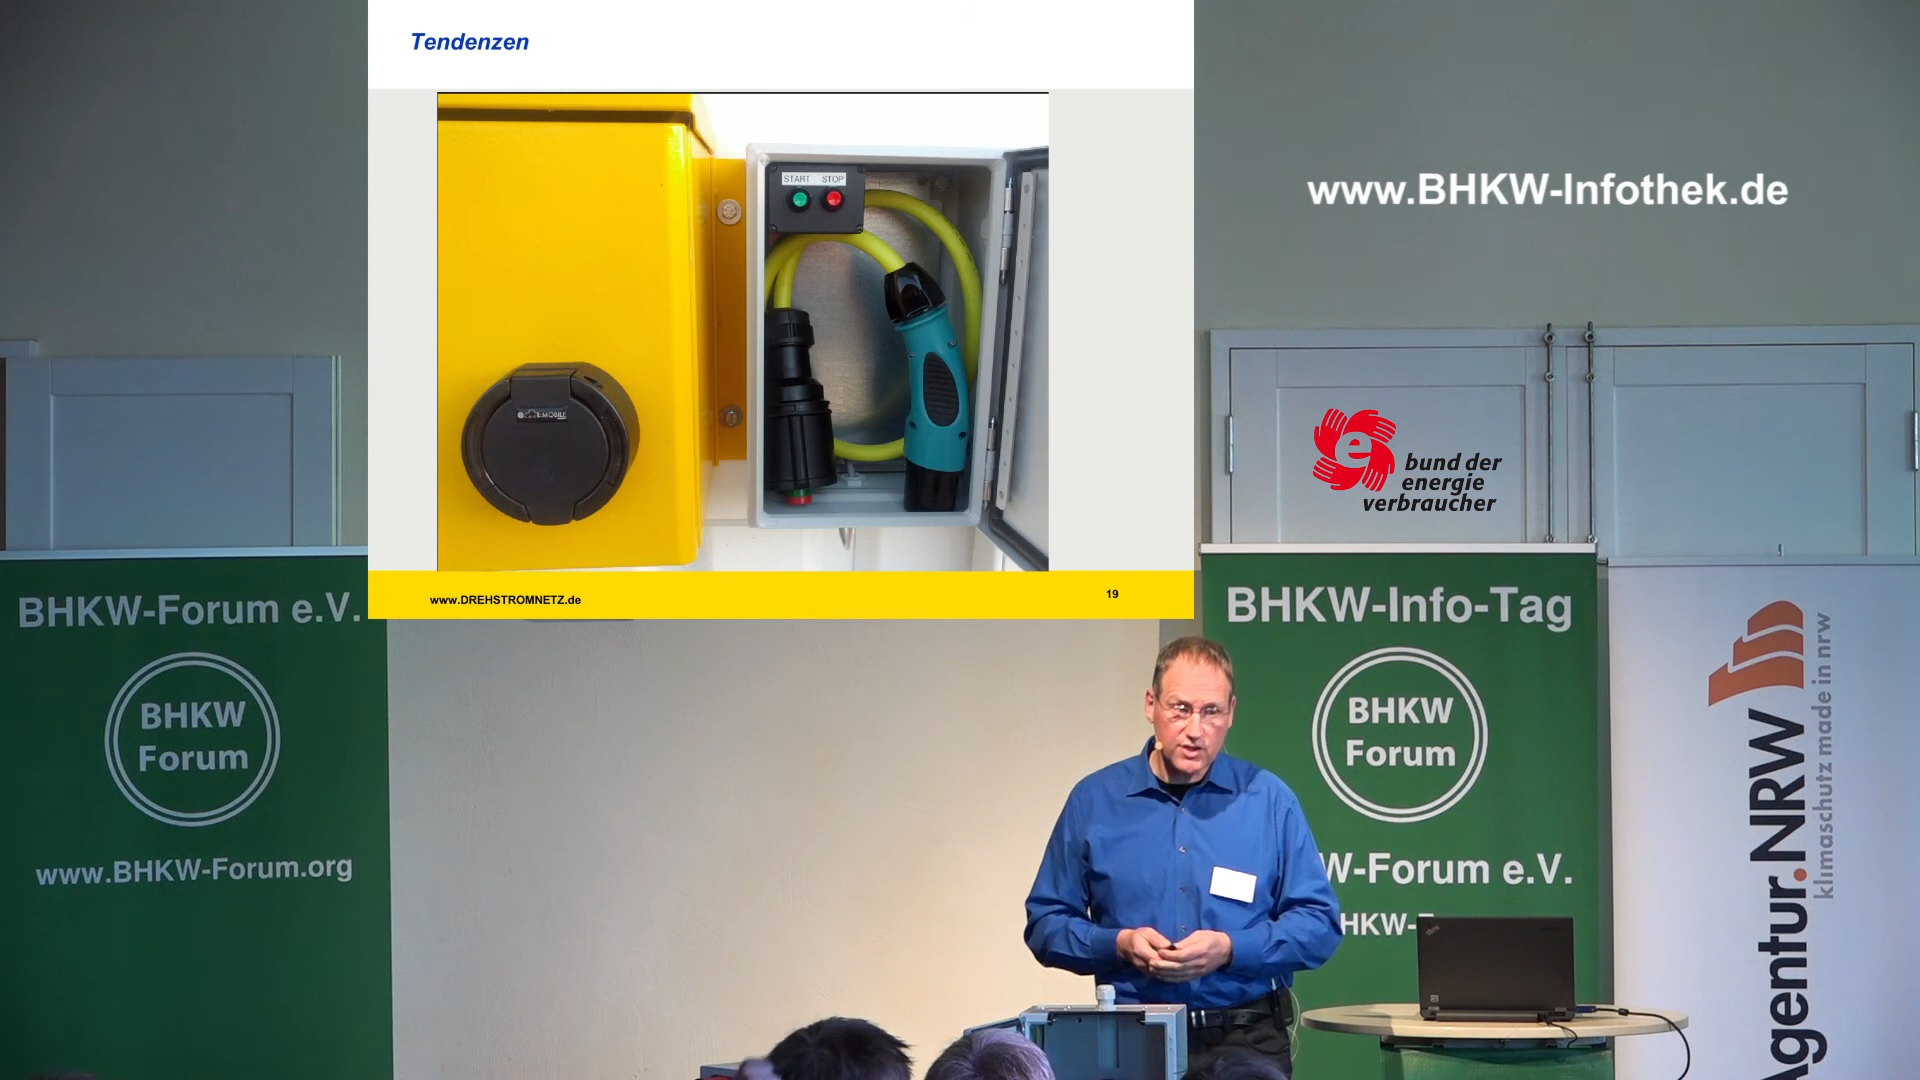 Tendenzen
START STOP
www.DREHSTROMNETZ.de
19
www.BHKW-Infothek.de
e
bund der
energie
verbraucher
BHKW-Forum e.V.
BHKW
Forum
www.BHKW-Forum.org
BHKW-Info-Tag
BHKW
Forum
W-Forum e.V.
HKW-F
Agentur.NRW
klimaschutz made in nrw